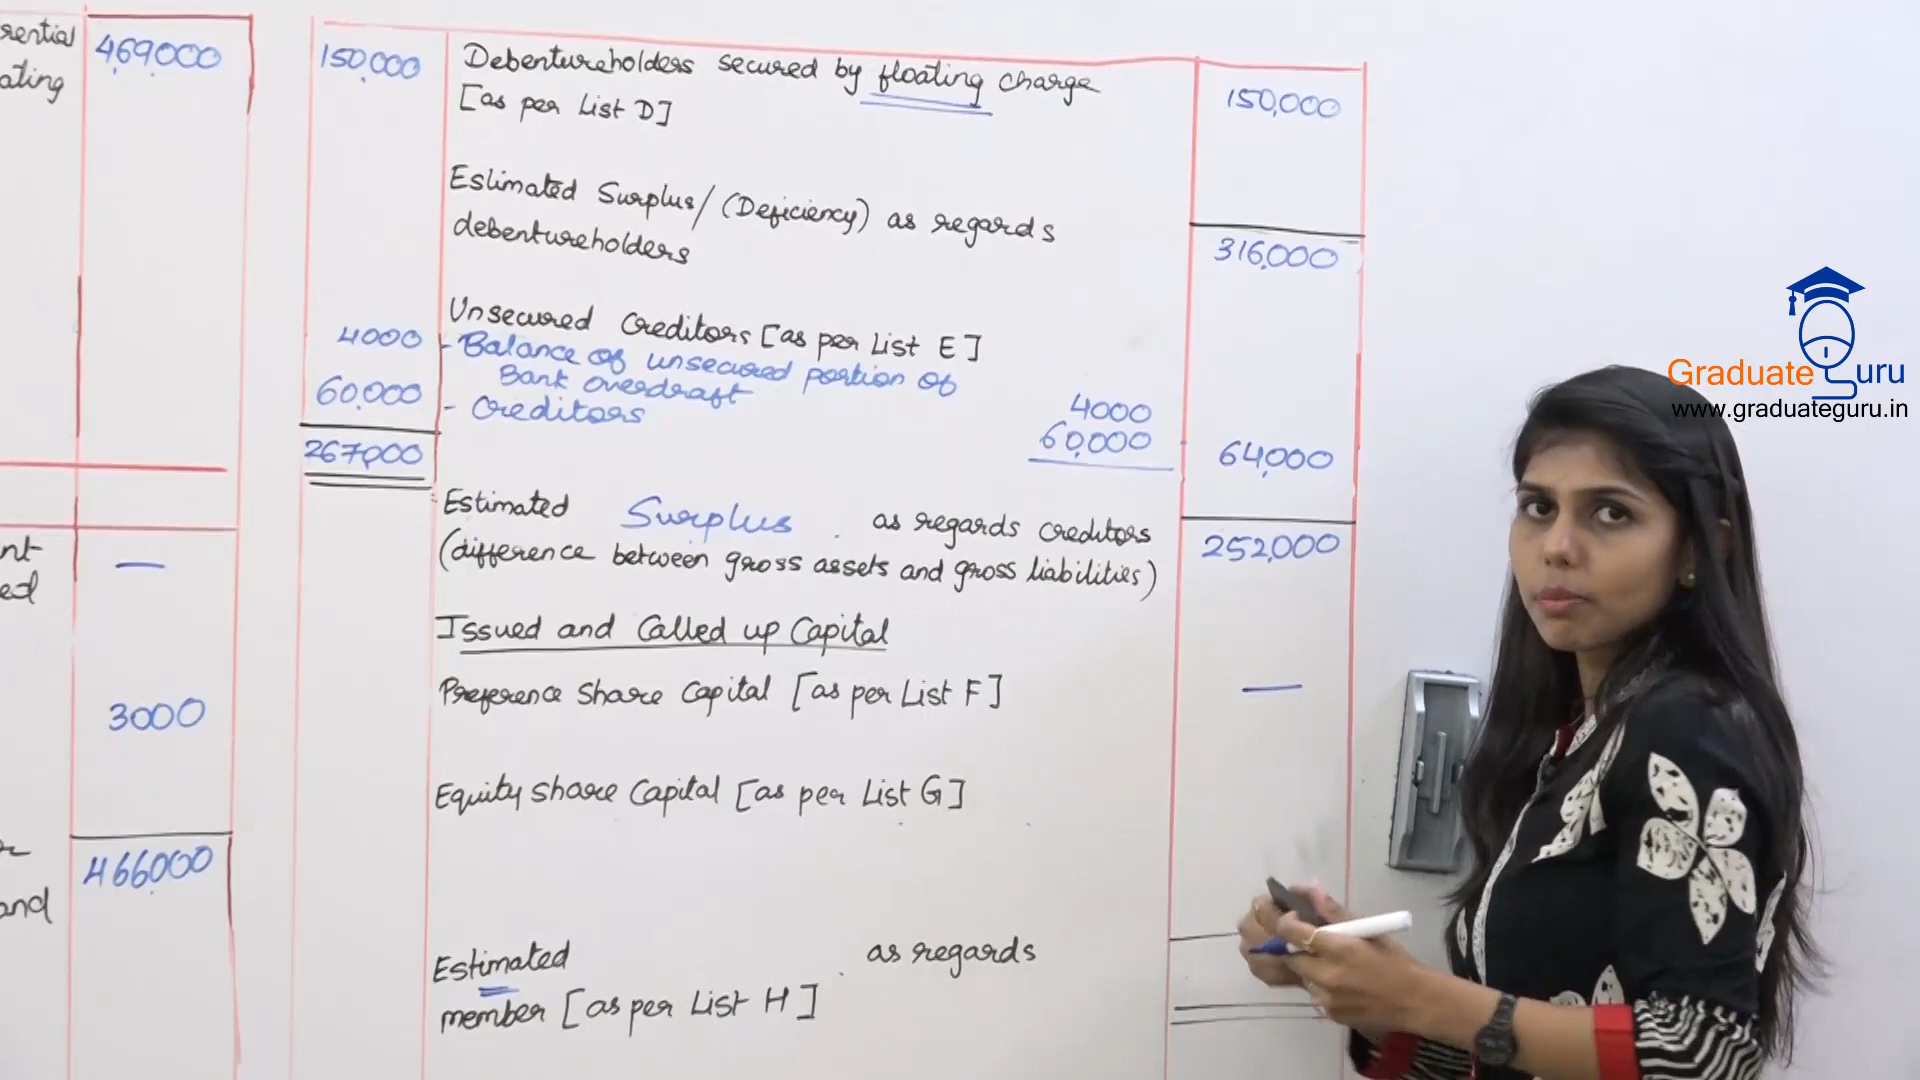 rential 469,000
ating
150,000 Debentureholders secured by floating charge
[as per List D] 150,000
Estimated Surplus/(Deficiency) as regards
debentureholders 316,000
Unsecured Creditors [as per List E]
4000 - Balance of unsecured portion of
Bank overdraft 4000
60,000 - Creditors 60,000 64,000
267,000
Estimated Surplus as regards creditors 252,000
(difference between gross assets and gross liabilities)
nt
ed
Issued and Called up Capital
Preference Share Capital [as per List F]
3000
Equity Share Capital [as per List G]
466,000
and
Estimated as regards
member [as per List H]
Graduate Guru
www.graduateguru.in